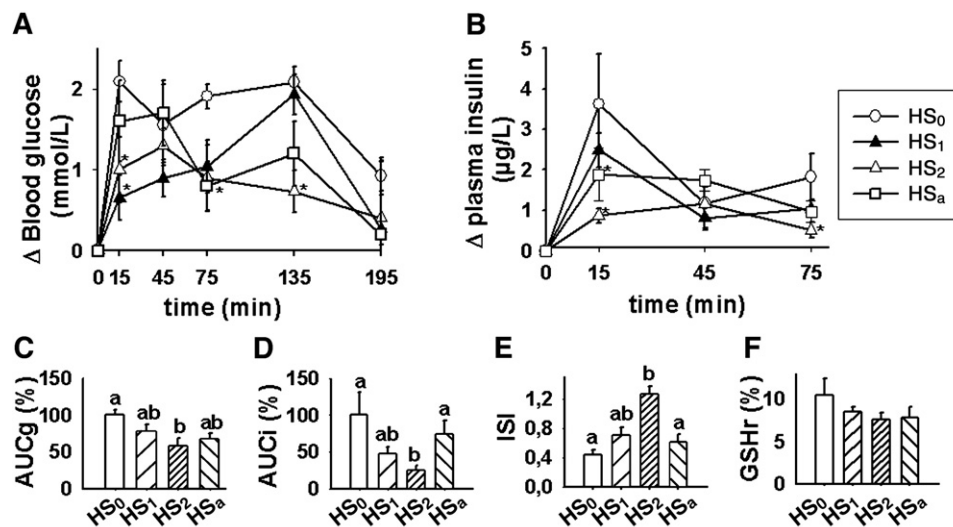 A
Δ Blood glucose
(mmol/L)
2
1
0
*
*
*
*
0 15 45 75 135 195
time (min)
B
Δ plasma insulin
(µg/L)
5
4
3
2
1
0
*
*
*
0 15 45 75
time (min)
HS₀
HS₁
HS₂
HSₐ
C
AUCg (%)
150
100
50
0
a ab b ab
HS₀ HS₁ HS₂ HSₐ
D
AUCi (%)
150
100
50
0
a ab b a
HS₀ HS₁ HS₂ HSₐ
E
ISI
1,2
0,8
0,4
0,0
a ab b a
HS₀ HS₁ HS₂ HSₐ
F
GSHr (%)
10
5
0
HS₀ HS₁ HS₂ HSₐ